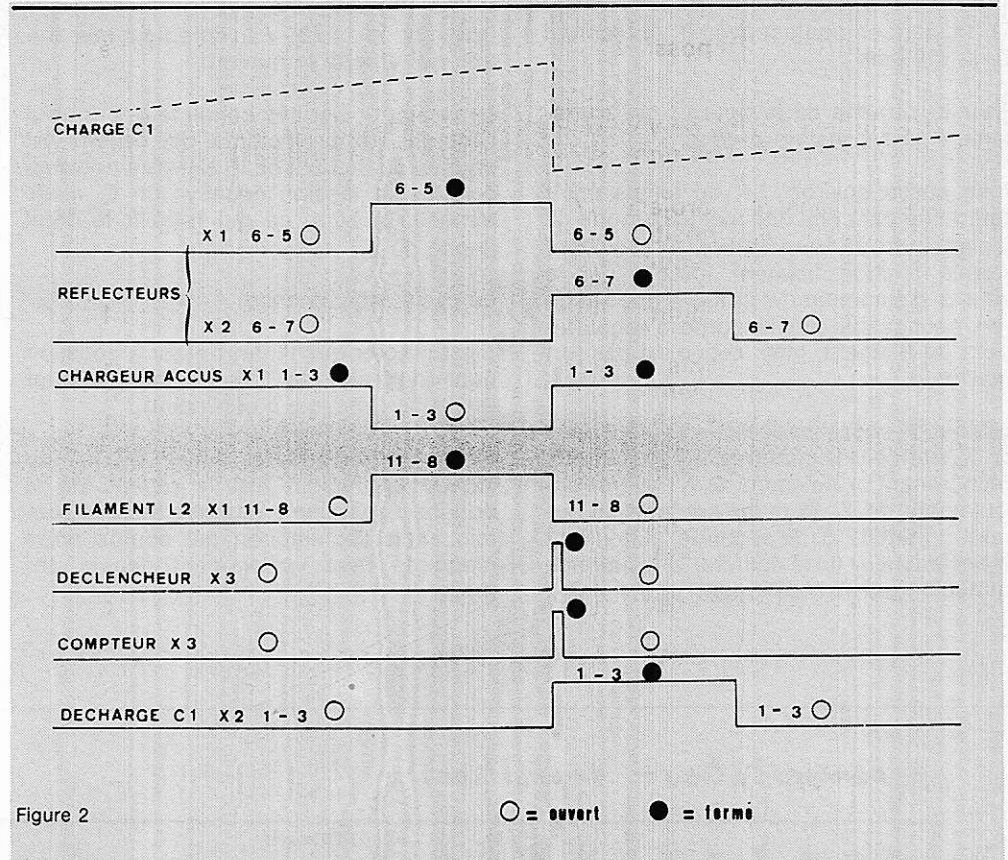 CHARGE C1
6-5 ●
X1 6-5 ○
6-5 ○
REFLECTEURS
6-7 ●
X2 6-7 ○
6-7 ○
CHARGEUR ACCUS X1 1-3 ●
1-3 ●
1-3 ○
11-8 ●
FILAMENT L2 X1 11-8 ○
11-8 ○
DECLENCHEUR X3 ○
● ○
COMPTEUR X3 ○
● ○
1-3 ●
DECHARGE C1 X2 1-3 ○
1-3 ○
Figure 2
○ = ouvert ● = fermé